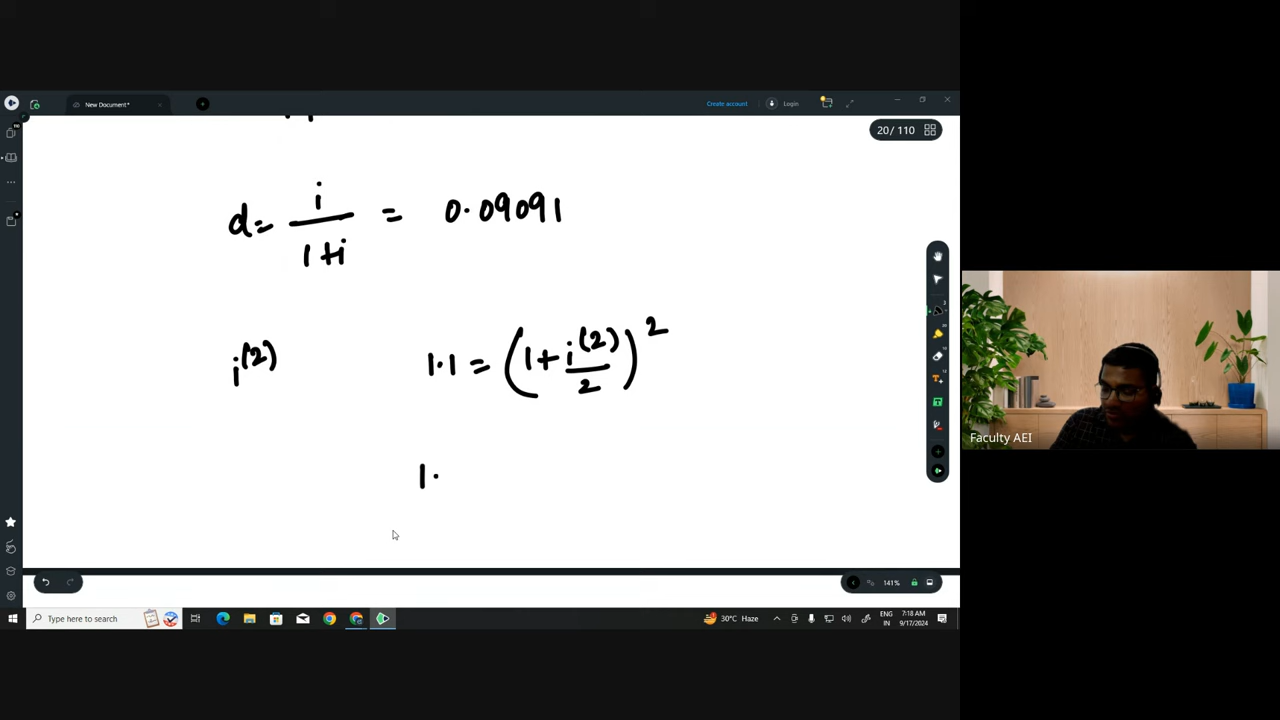 New Document*
Create account
Login
20/ 110
d= i/(1+i) = 0.09091
i^(2) 1.1 = (1+ i^(2)/2)^2
1.
Faculty AEI
141%
Type here to search
30°C Haze
ENG
IN
7:18 AM
9/17/2024